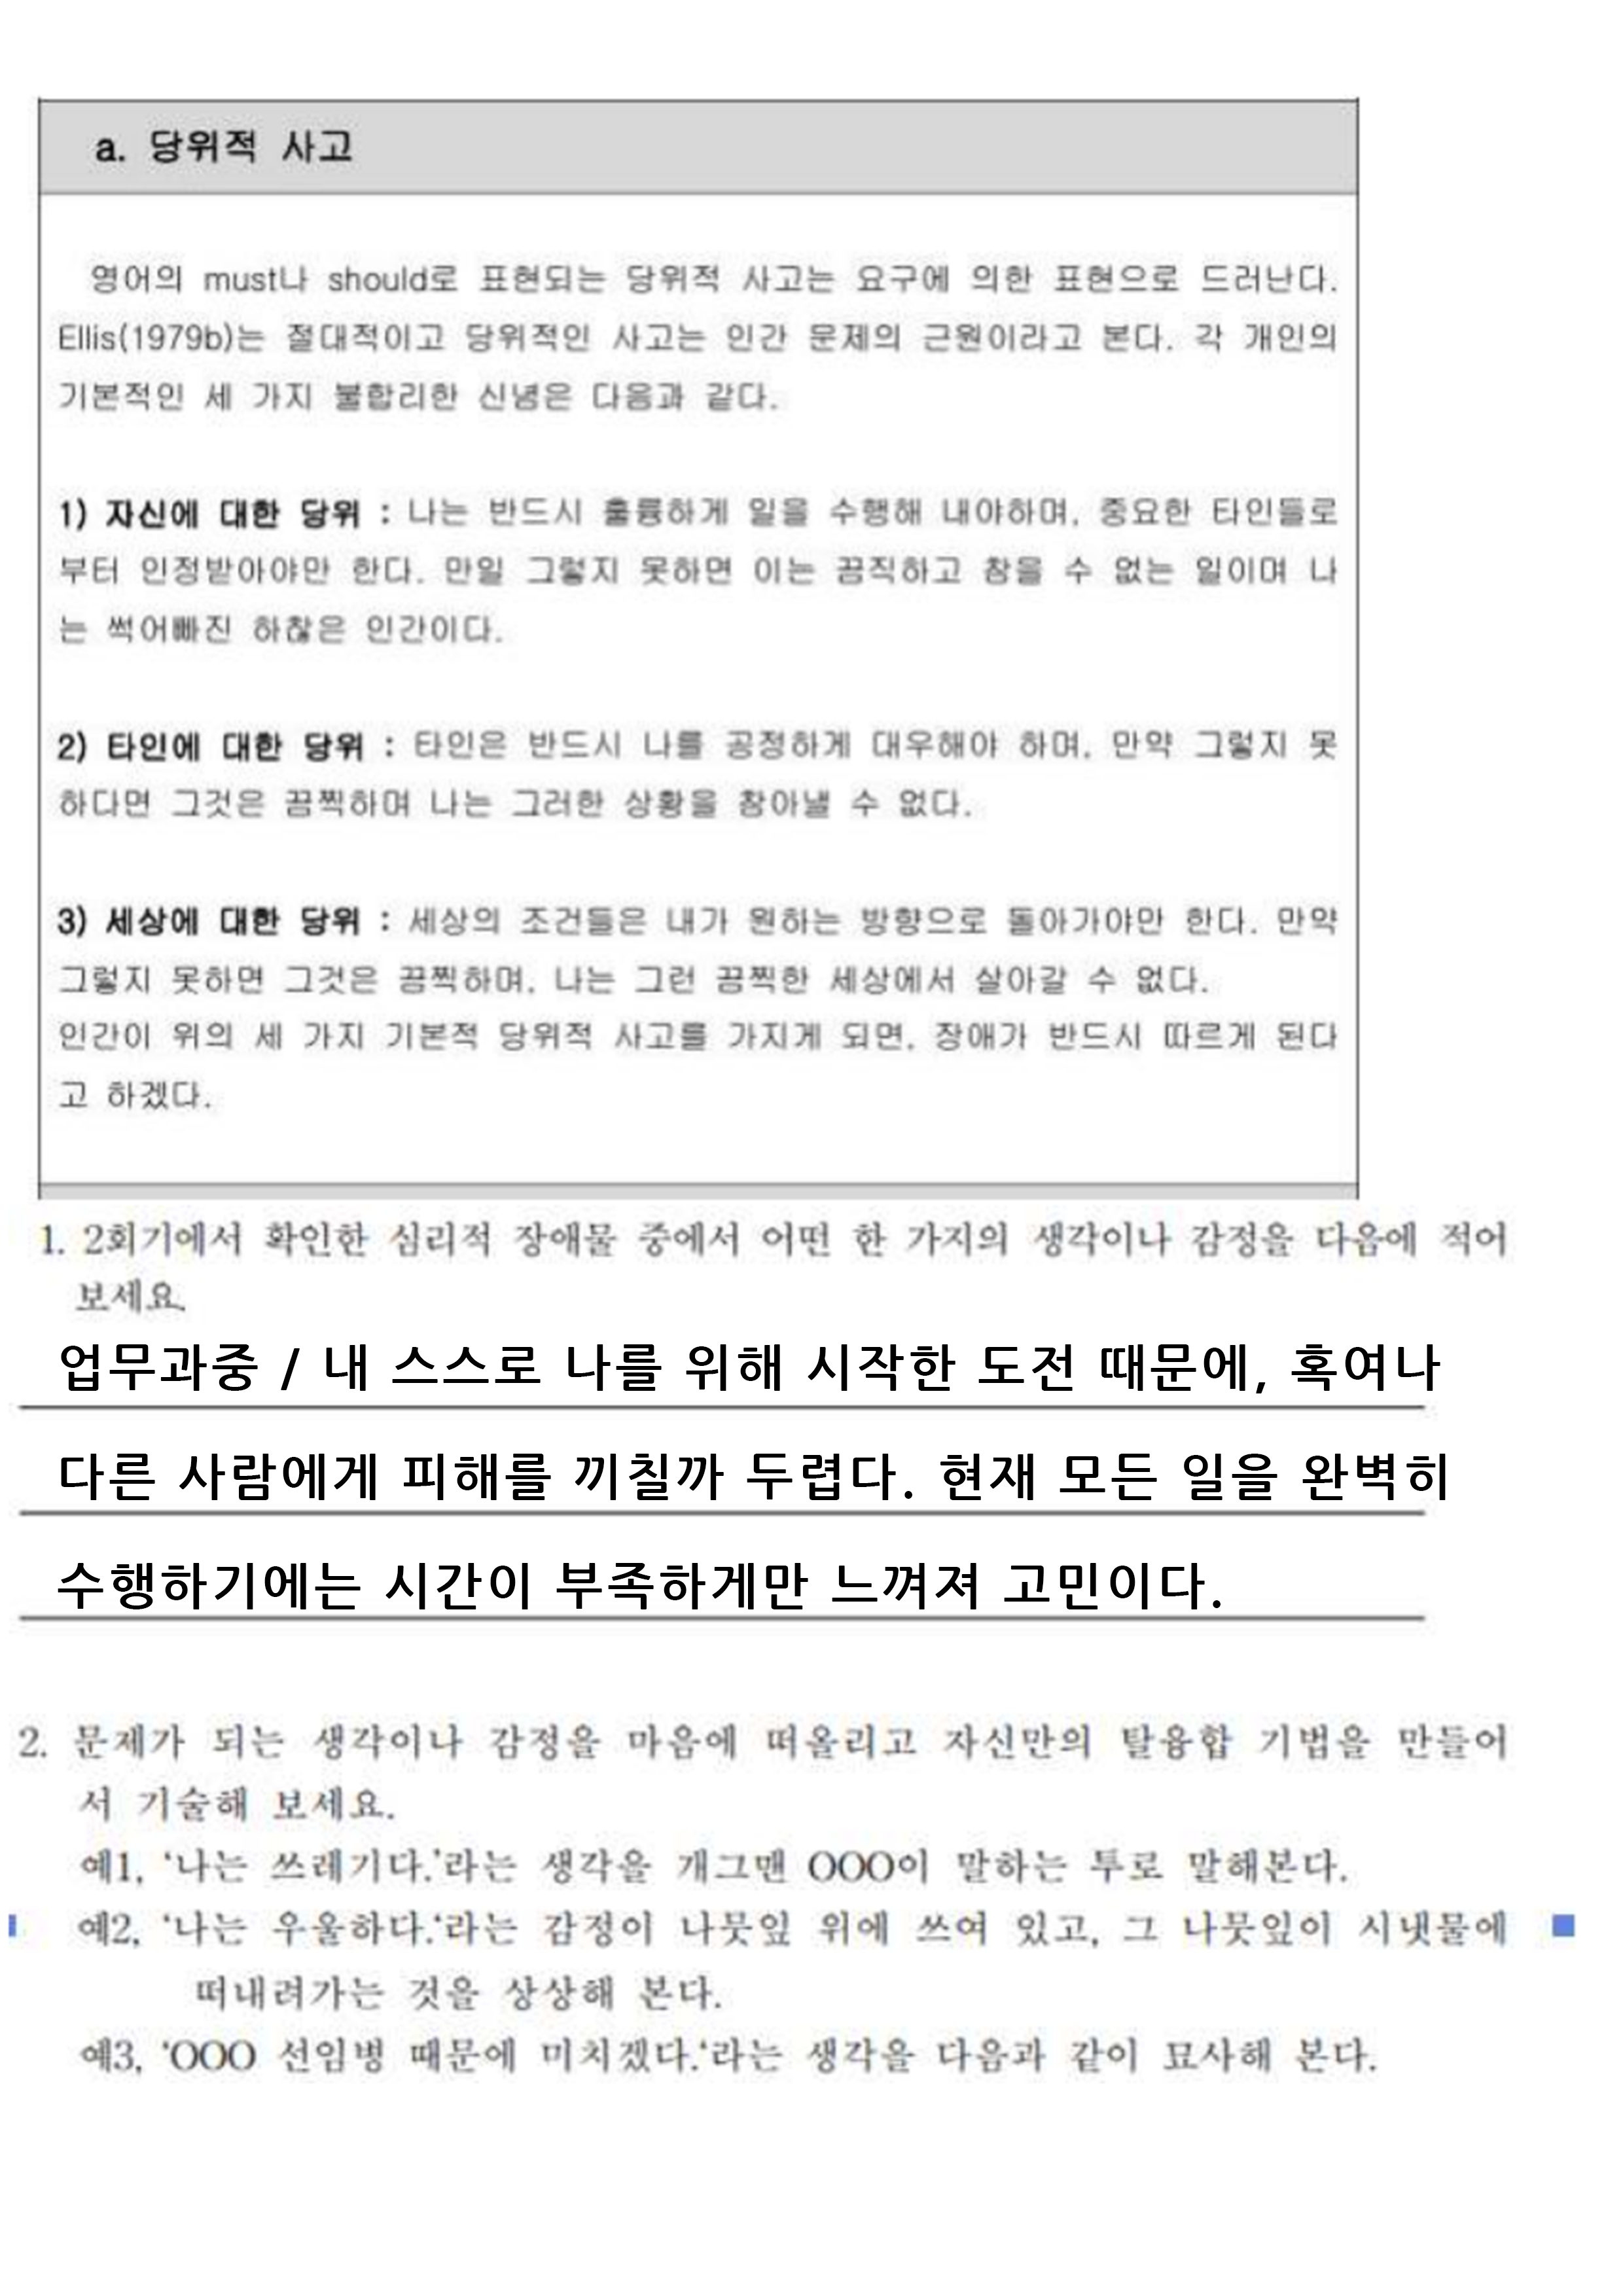 a. 당위적 사고
영어의 must나 should로 표현되는 당위적 사고는 요구에 의한 표현으로 드러난다.
Ellis(1979b)는 절대적이고 당위적인 사고는 인간 문제의 근원이라고 본다. 각 개인의
기본적인 세 가지 불합리한 신념은 다음과 같다.
1) 자신에 대한 당위 : 나는 반드시 훌륭하게 일을 수행해 내야하며, 중요한 타인들로
부터 인정받아야만 한다. 만일 그렇지 못하면 이는 끔직하고 참을 수 없는 일이며 나
는 썩어빠진 하찮은 인간이다.
2) 타인에 대한 당위 : 타인은 반드시 나를 공정하게 대우해야 하며, 만약 그렇지 못
하다면 그것은 끔찍하며 나는 그러한 상황을 참아낼 수 없다.
3) 세상에 대한 당위 : 세상의 조건들은 내가 원하는 방향으로 돌아가야만 한다. 만약
그렇지 못하면 그것은 끔찍하며, 나는 그런 끔찍한 세상에서 살아갈 수 없다.
인간이 위의 세 가지 기본적 당위적 사고를 가지게 되면, 장애가 반드시 따르게 된다
고 하겠다.
1. 2회기에서 확인한 심리적 장애물 중에서 어떤 한 가지의 생각이나 감정을 다음에 적어
보세요.
업무과중 / 내 스스로 나를 위해 시작한 도전 때문에, 혹여나
다른 사람에게 피해를 끼칠까 두렵다. 현재 모든 일을 완벽히
수행하기에는 시간이 부족하게만 느껴져 고민이다.
2. 문제가 되는 생각이나 감정을 마음에 떠올리고 자신만의 탈융합 기법을 만들어
서 기술해 보세요.
예1, ‘나는 쓰레기다.’라는 생각을 개그맨 OOO이 말하는 투로 말해본다.
예2, ‘나는 우울하다.‘라는 감정이 나뭇잎 위에 쓰여 있고, 그 나뭇잎이 시냇물에
떠내려가는 것을 상상해 본다.
예3, ‘OOO 선임병 때문에 미치겠다.‘라는 생각을 다음과 같이 묘사해 본다.